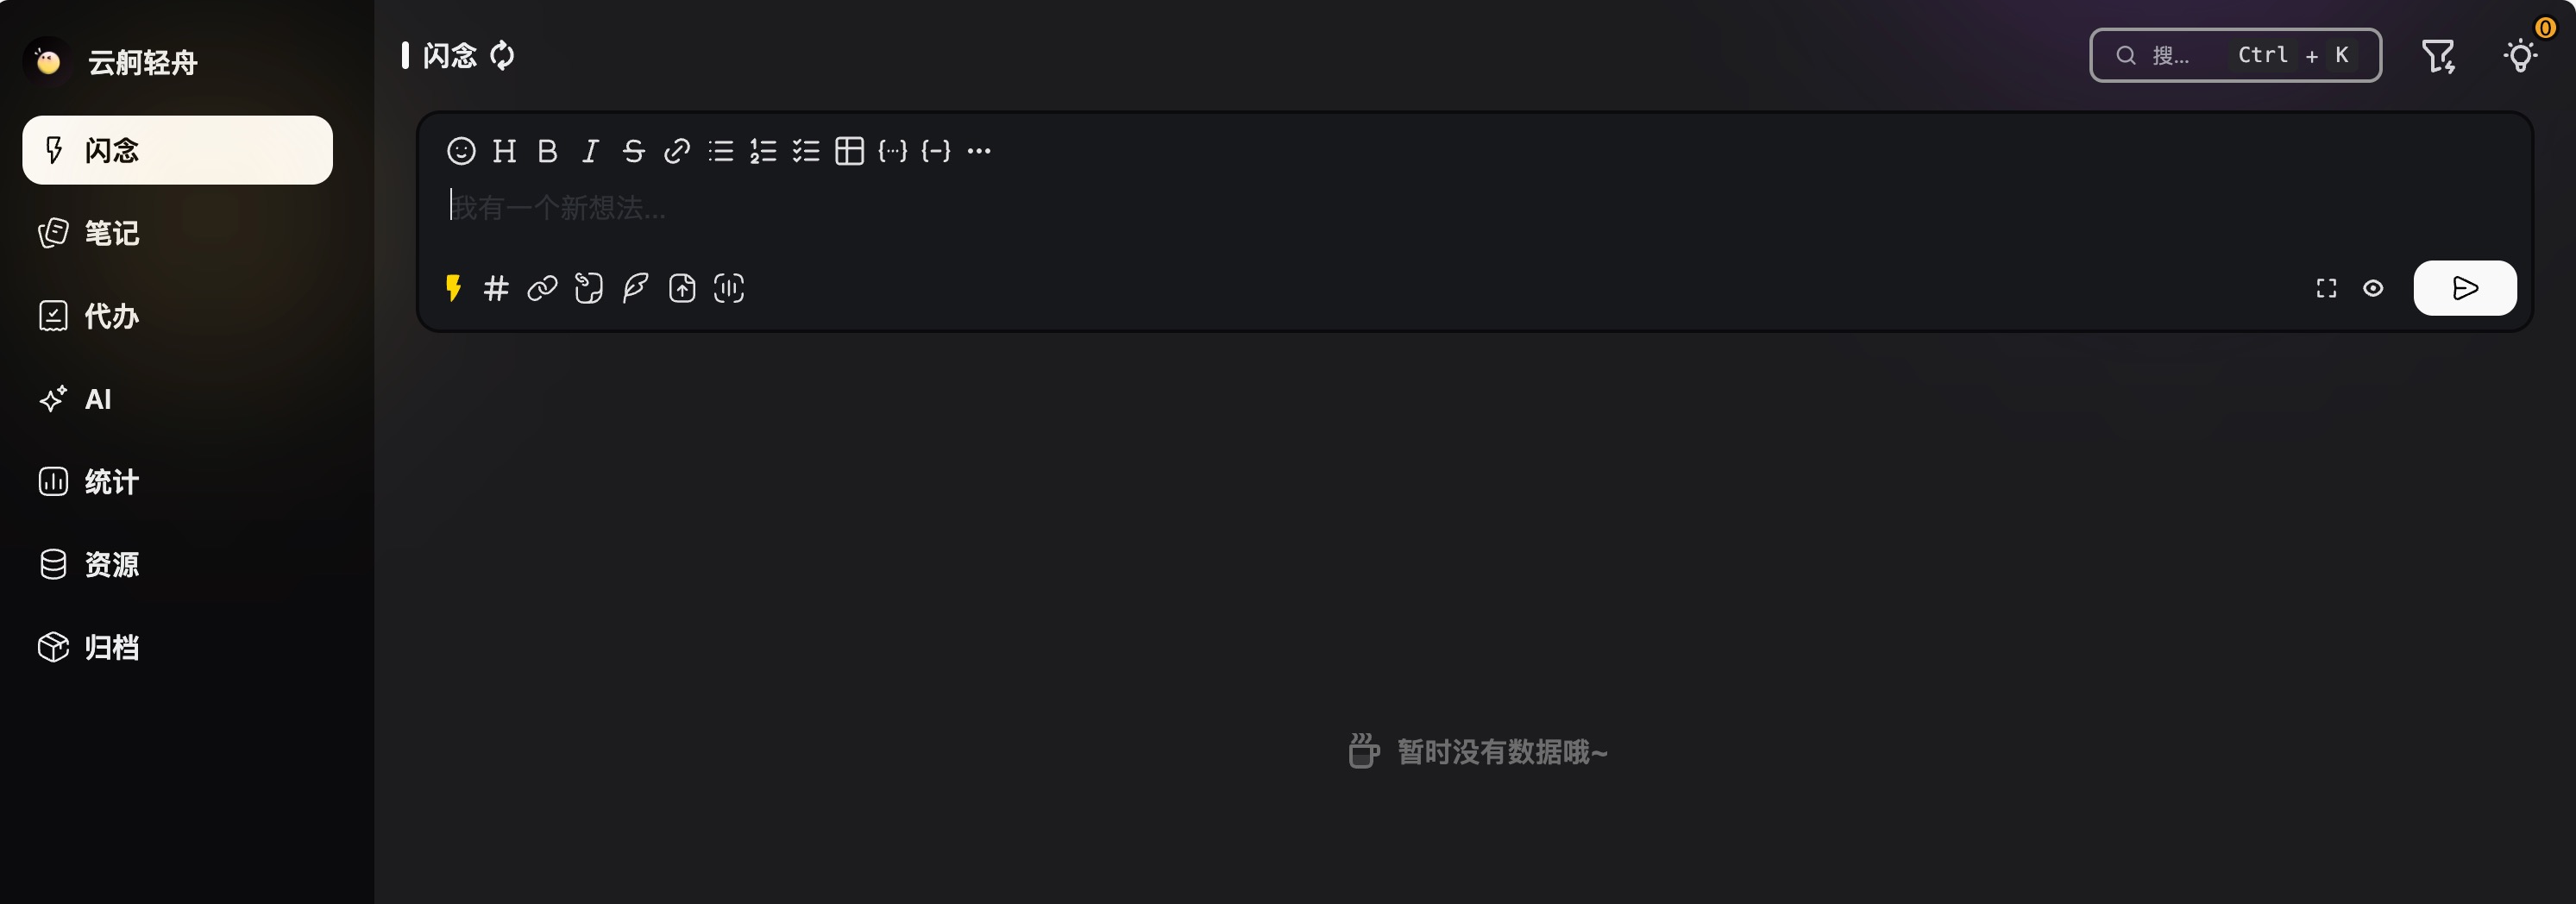 云舸轻舟
闪念
笔记
代办
AI
统计
资源
归档
闪念
搜... Ctrl + K
0
我有一个新想法...
暂时没有数据哦~